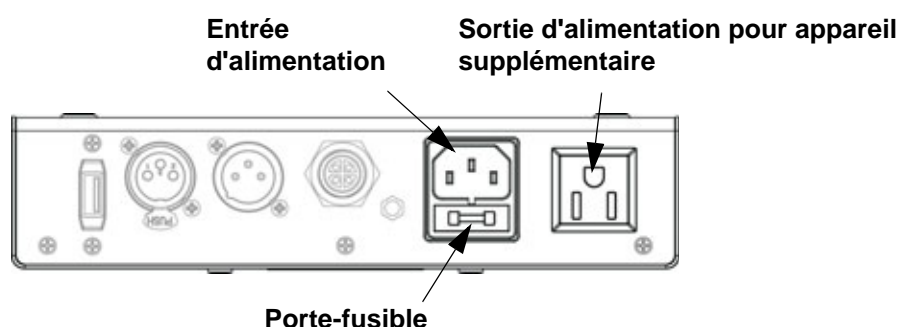 Entrée
d'alimentation
Sortie d'alimentation pour appareil
supplémentaire
PUSH
Porte-fusible